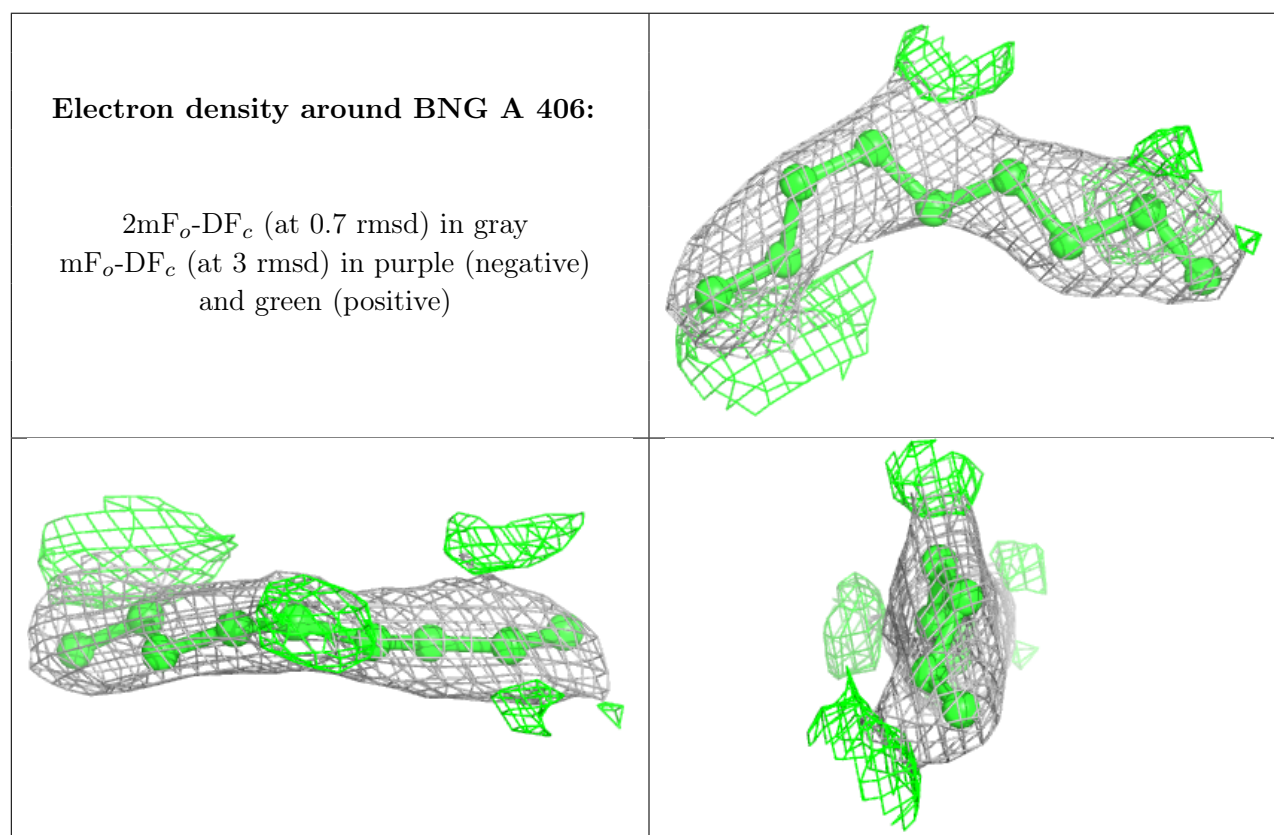 Electron density around BNG A 406:
2mFo-DFc (at 0.7 rmsd) in gray
mFo-DFc (at 3 rmsd) in purple (negative)
and green (positive)